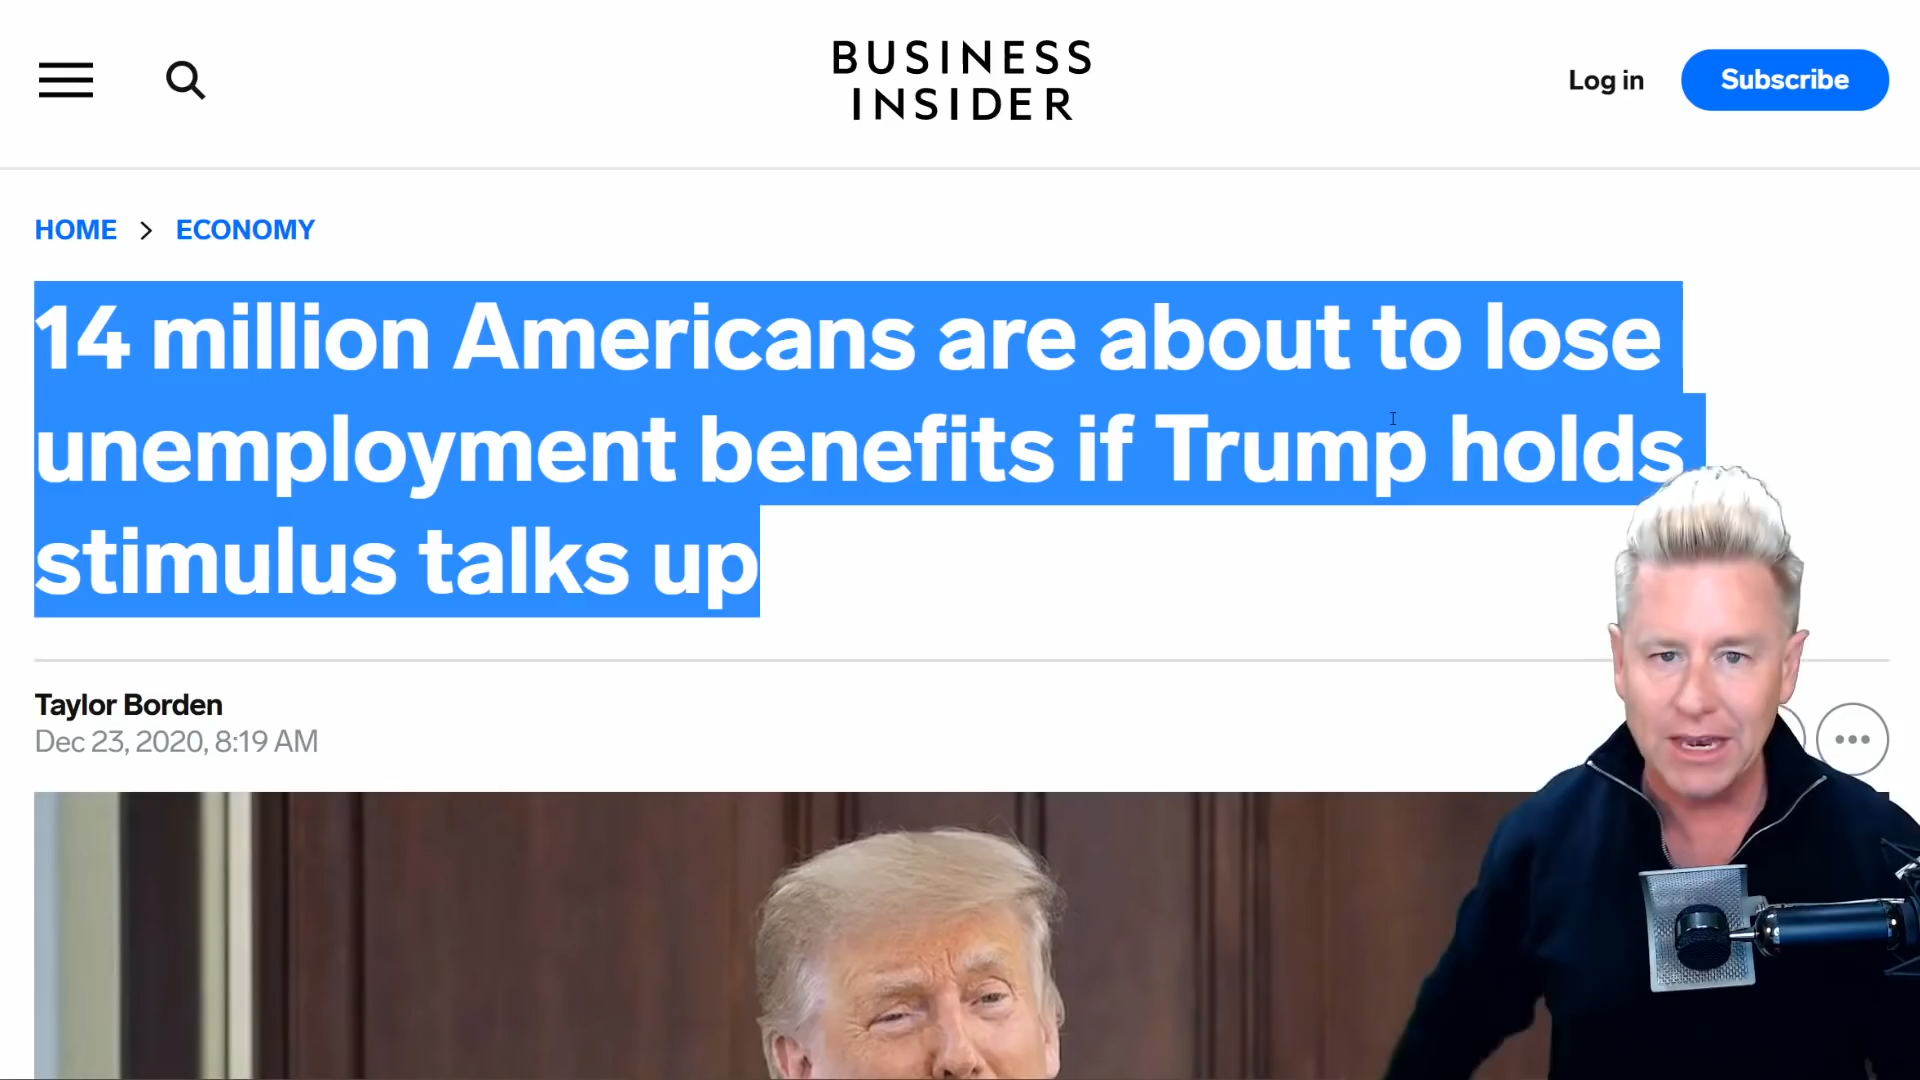 BUSINESS
INSIDER
Log in
Subscribe
HOME > ECONOMY
14 million Americans are about to lose
unemployment benefits if Trump holds
stimulus talks up
Taylor Borden
Dec 23, 2020, 8:19 AM